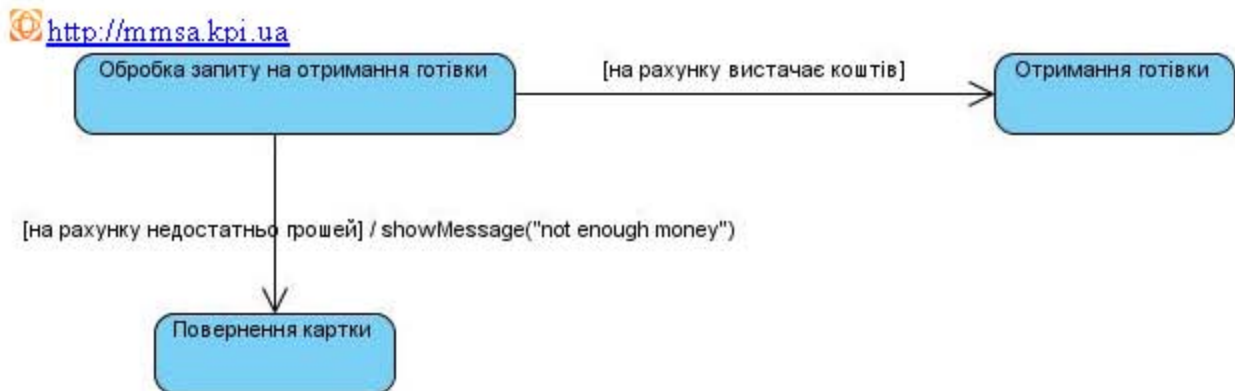 http://mmsa.kpi.ua
Обробка запиту на отримання готівки
[на рахунку вистачає коштів]
Отримання готівки
[на рахунку недостатньо грошей] / showMessage("not enough money")
Повернення картки